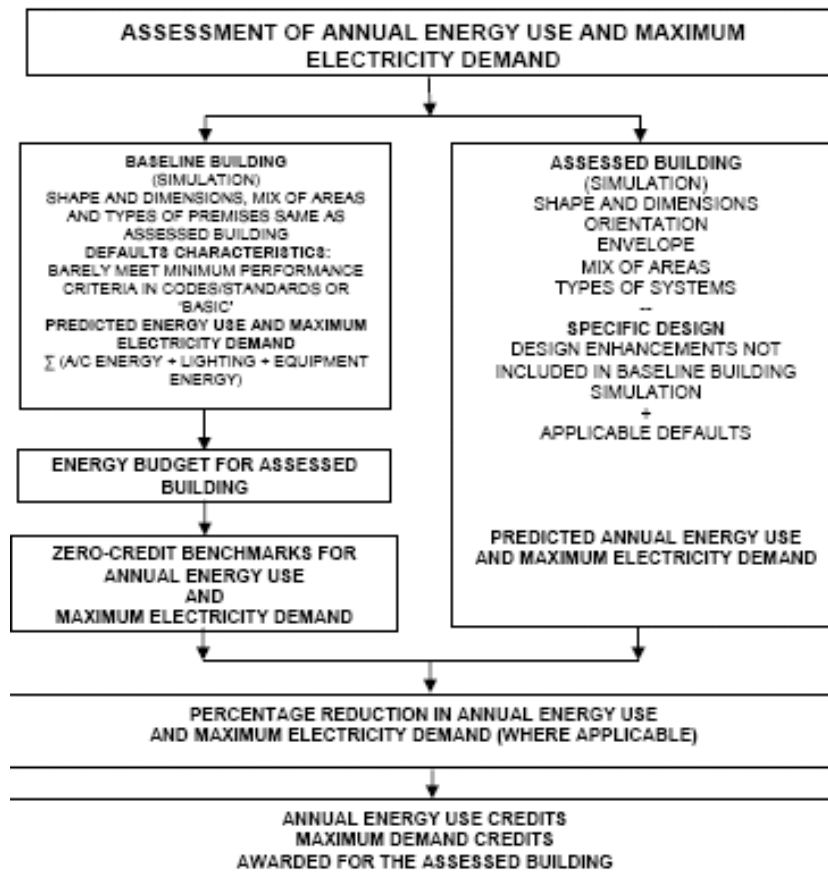 ASSESSMENT OF ANNUAL ENERGY USE AND MAXIMUM
ELECTRICITY DEMAND
BASELINE BUILDING
(SIMULATION)
SHAPE AND DIMENSIONS, MIX OF AREAS
AND TYPES OF PREMISES SAME AS
ASSESSED BUILDING
DEFAULTS CHARACTERISTICS:
BARELY MEET MINIMUM PERFORMANCE
CRITERIA IN CODES/STANDARDS OR
'BASIC'
PREDICTED ENERGY USE AND MAXIMUM
ELECTRICITY DEMAND
∑ (A/C ENERGY + LIGHTING + EQUIPMENT
ENERGY)
ENERGY BUDGET FOR ASSESSED
BUILDING
ZERO-CREDIT BENCHMARKS FOR
ANNUAL ENERGY USE
AND
MAXIMUM ELECTRICITY DEMAND
ASSESSED BUILDING
(SIMULATION)
SHAPE AND DIMENSIONS
ORIENTATION
ENVELOPE
MIX OF AREAS
TYPES OF SYSTEMS
--
SPECIFIC DESIGN
DESIGN ENHANCEMENTS NOT
INCLUDED IN BASELINE BUILDING
SIMULATION
+
APPLICABLE DEFAULTS
PREDICTED ANNUAL ENERGY USE
AND MAXIMUM ELECTRICITY DEMAND
PERCENTAGE REDUCTION IN ANNUAL ENERGY USE
AND MAXIMUM ELECTRICITY DEMAND (WHERE APPLICABLE)
ANNUAL ENERGY USE CREDITS
MAXIMUM DEMAND CREDITS
AWARDED FOR THE ASSESSED BUILDING